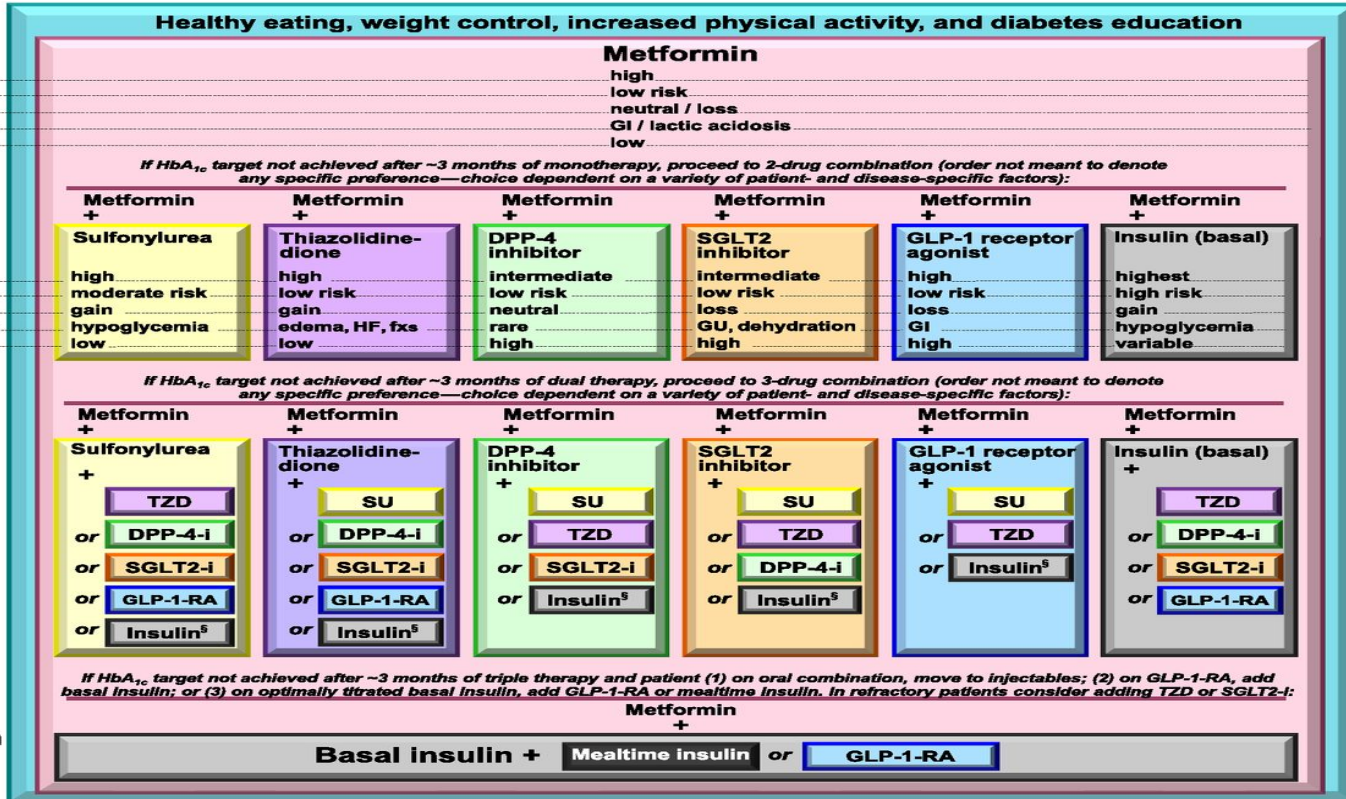 Healthy eating, weight control, increased physical activity, and diabetes education
Metformin
high
low risk
neutral / loss
GI / lactic acidosis
low
If HbA1c target not achieved after ~3 months of monotherapy, proceed to 2-drug combination (order not meant to denote
any specific preference—choice dependent on a variety of patient- and disease-specific factors):
Metformin Metformin Metformin Metformin Metformin Metformin
+ + + + + +
Sulfonylurea
high
moderate risk
gain
hypoglycemia
low
Thiazolidine-
dione
high
low risk
gain
edema, HF, fxs
low
DPP-4
inhibitor
intermediate
low risk
neutral
rare
high
SGLT2
inhibitor
intermediate
low risk
loss
GU, dehydration
high
GLP-1 receptor
agonist
high
low risk
loss
GI
high
Insulin (basal)
highest
high risk
gain
hypoglycemia
variable
If HbA1c target not achieved after ~3 months of dual therapy, proceed to 3-drug combination (order not meant to denote
any specific preference—choice dependent on a variety of patient- and disease-specific factors):
Metformin Metformin Metformin Metformin Metformin Metformin
+ + + + + +
Sulfonylurea
+
TZD
or DPP-4-i
or SGLT2-i
or GLP-1-RA
or Insulin§
Thiazolidine-
dione
+
SU
or DPP-4-i
or SGLT2-i
or GLP-1-RA
or Insulin§
DPP-4
inhibitor
+
SU
or TZD
or SGLT2-i
or Insulin§
SGLT2
inhibitor
+
SU
or TZD
or DPP-4-i
or Insulin§
GLP-1 receptor
agonist
+
SU
or TZD
or Insulin§
Insulin (basal)
+
TZD
or DPP-4-i
or SGLT2-i
or GLP-1-RA
If HbA1c target not achieved after ~3 months of triple therapy and patient (1) on oral combination, move to injectables; (2) on GLP-1-RA, add
basal insulin; or (3) on optimally titrated basal insulin, add GLP-1-RA or mealtime insulin. In refractory patients consider adding TZD or SGLT2-i:
Metformin
+
Basal insulin + Mealtime insulin or GLP-1-RA